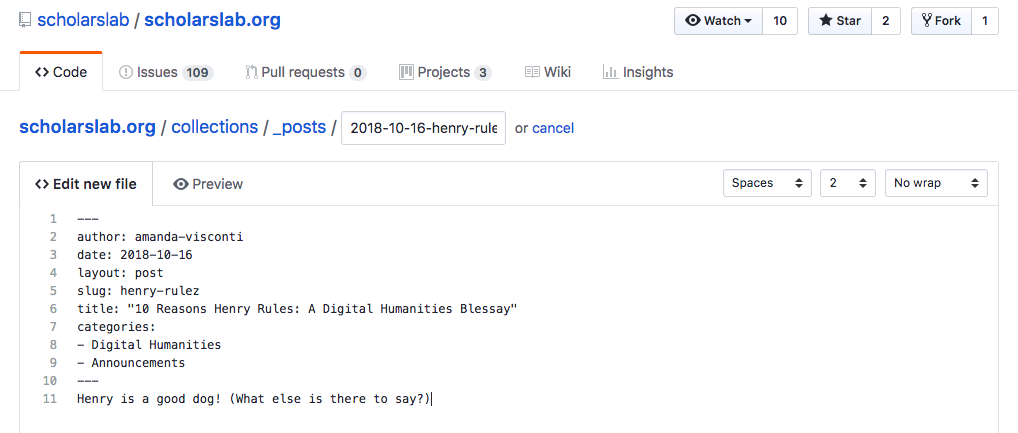 scholarslab / scholarslab.org Watch 10 Star 2 Fork 1
Code Issues 109 Pull requests 0 Projects 3 Wiki Insights
scholarslab.org / collections / _posts / 2018-10-16-henry-rule or cancel
Edit new file Preview Spaces 2 No wrap
1 ---
2 author: amanda-visconti
3 date: 2018-10-16
4 layout: post
5 slug: henry-rulez
6 title: "10 Reasons Henry Rules: A Digital Humanities Blessay"
7 categories:
8 - Digital Humanities
9 - Announcements
10 ---
11 Henry is a good dog! (What else is there to say?)